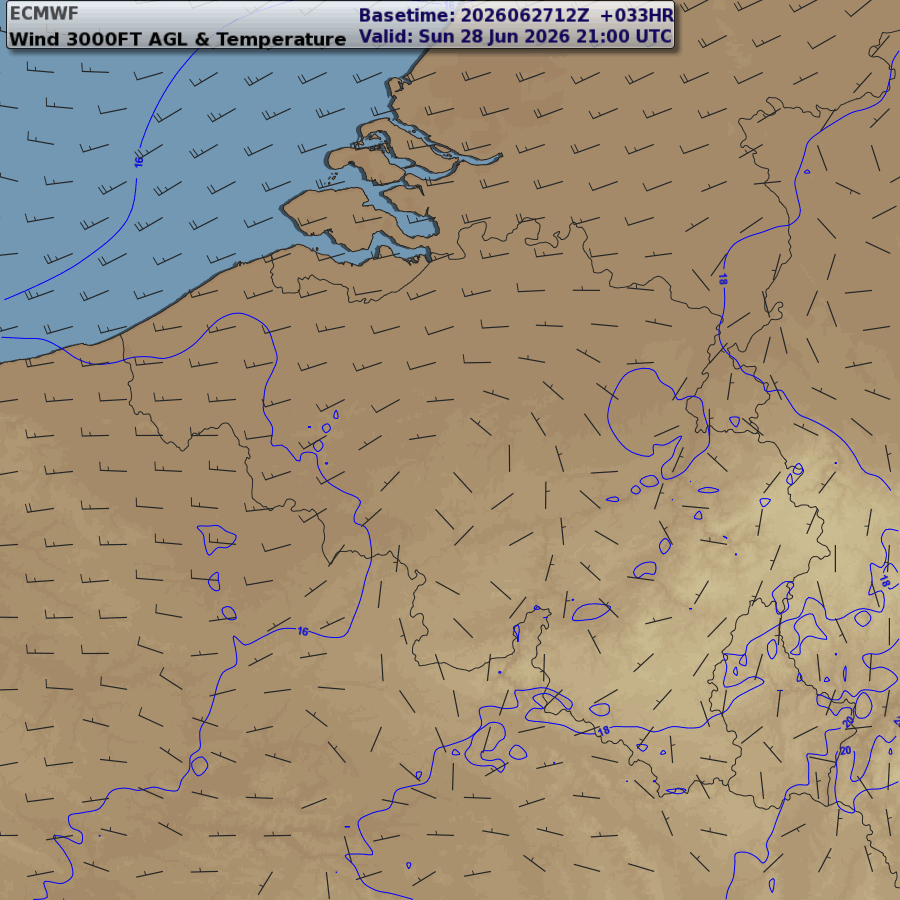 ECMWF
Wind 3000FT AGL & Temperature
Basetime: 2026062712Z +033HR
Valid: Sun 28 Jun 2026 21:00 UTC
16
18
18
16
18
20
20